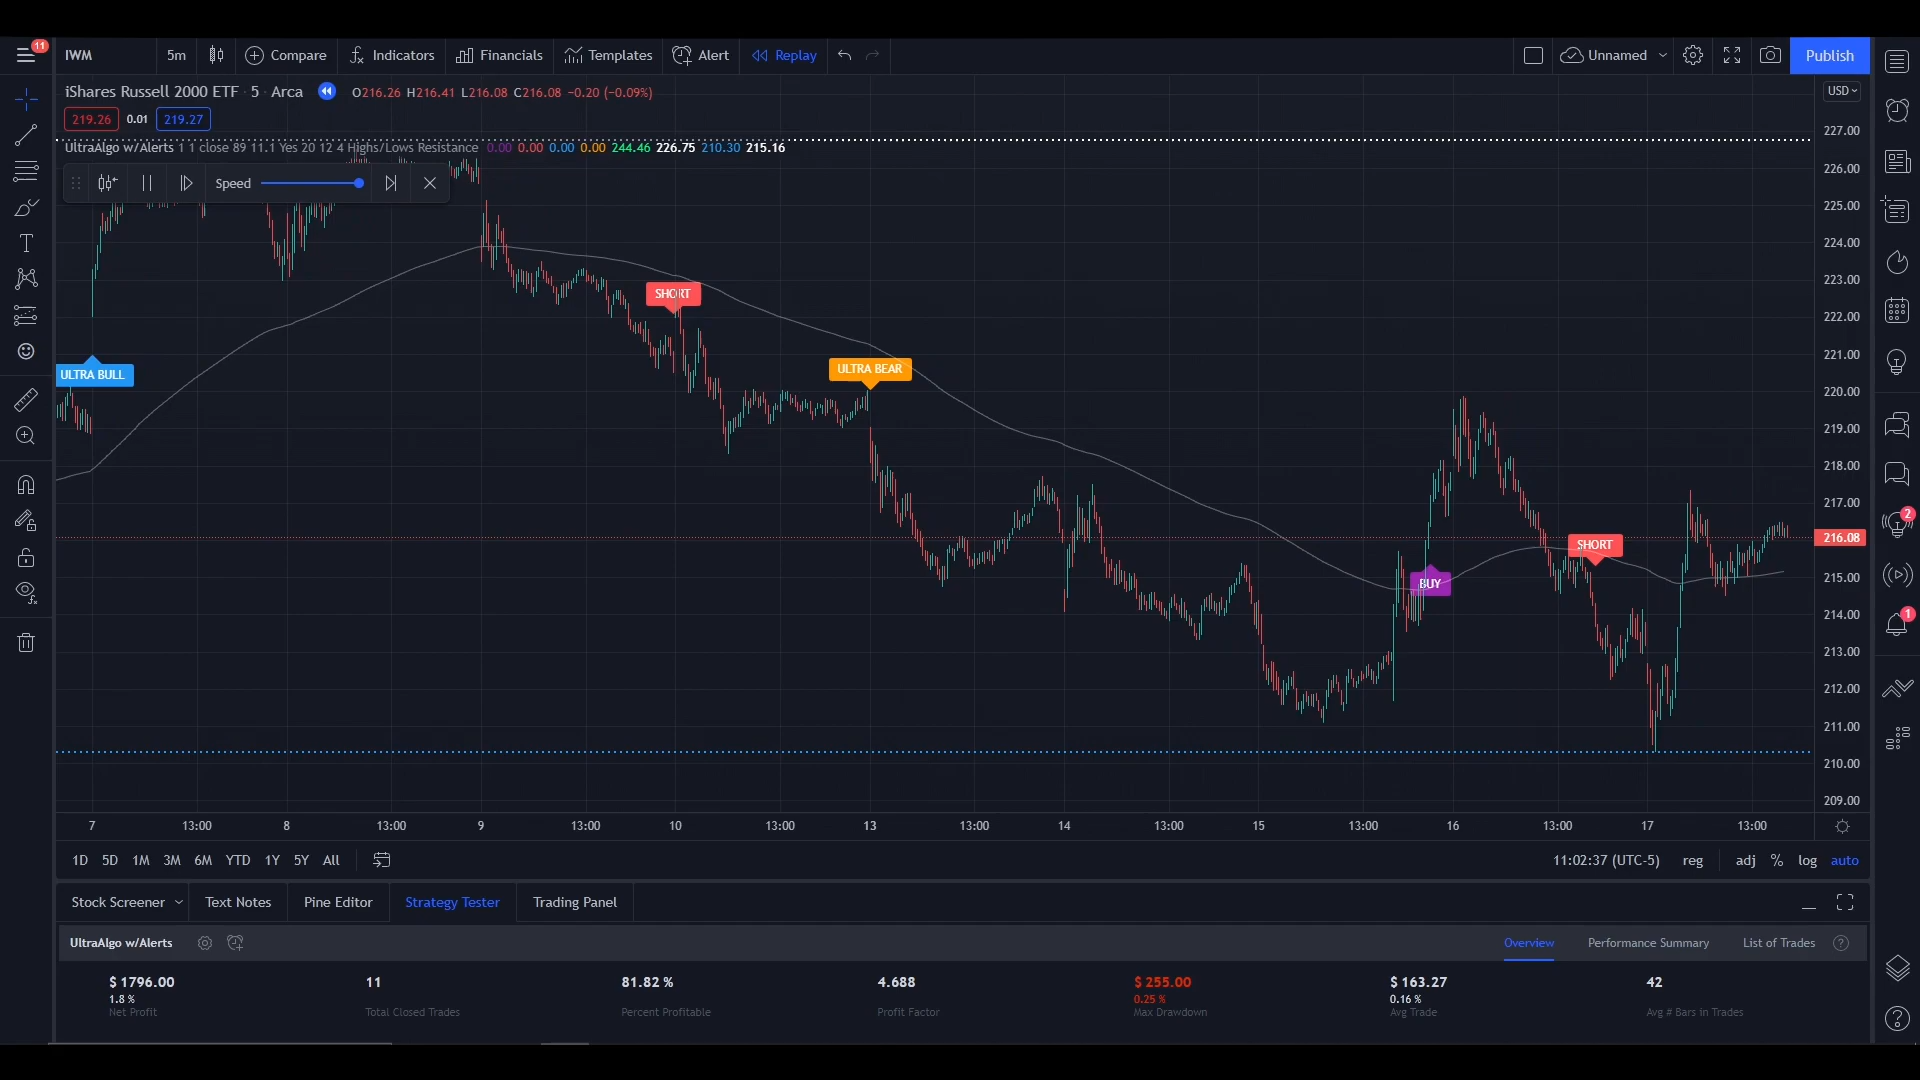 11
IWM
5m
Compare
Indicators
Financials
Templates
Alert
Replay
Unnamed
Publish
iShares Russell 2000 ETF · 5 · Arca
O216.26 H216.41 L216.08 C216.08 −0.20 (−0.09%)
USD
219.26 0.01 219.27
UltraAlgo w/Alerts 1 1 close 89 11.1 Yes 20 12 4 Highs/Lows Resistance 0.00 0.00 0.00 0.00 244.46 226.75 210.30 215.16
Speed
227.00
226.00
225.00
224.00
223.00
222.00
221.00
220.00
219.00
218.00
217.00
216.08
215.00
214.00
213.00
212.00
211.00
210.00
209.00
ULTRA BULL
SHORT
ULTRA BEAR
BUY
SHORT
2
1
7 13:00 8 13:00 9 13:00 10 13:00 13 13:00 14 13:00 15 13:00 16 13:00 17 13:00
1D 5D 1M 3M 6M YTD 1Y 5Y All
11:02:37 (UTC-5) reg adj % log auto
Stock Screener Text Notes Pine Editor Strategy Tester Trading Panel
UltraAlgo w/Alerts
Overview Performance Summary List of Trades
$ 1796.00 11 81.82 % 4.688 $ 255.00 $ 163.27 42
1.8 % 0.25 % 0.16 %
Net Profit Total Closed Trades Percent Profitable Profit Factor Max Drawdown Avg Trade Avg # Bars in Trades